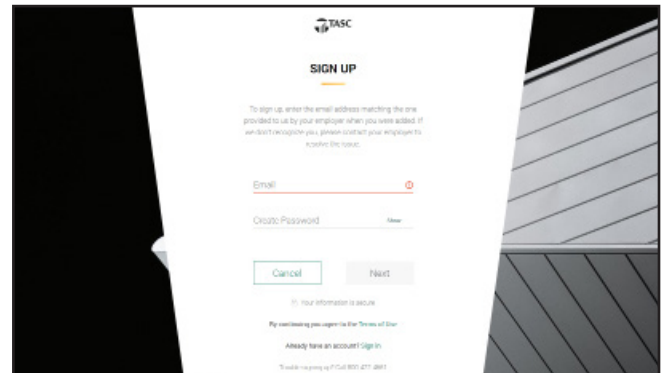 TASC
SIGN UP
To sign up, enter the email address matching the one
provided to us by your employer when you were added. If
we don't recognize you, please contact your employer to
resolve the issue.
Email
Create Password
Cancel
Next
Your information is secure
By continuing you agree to the Terms of Use
Already have an account? Sign In